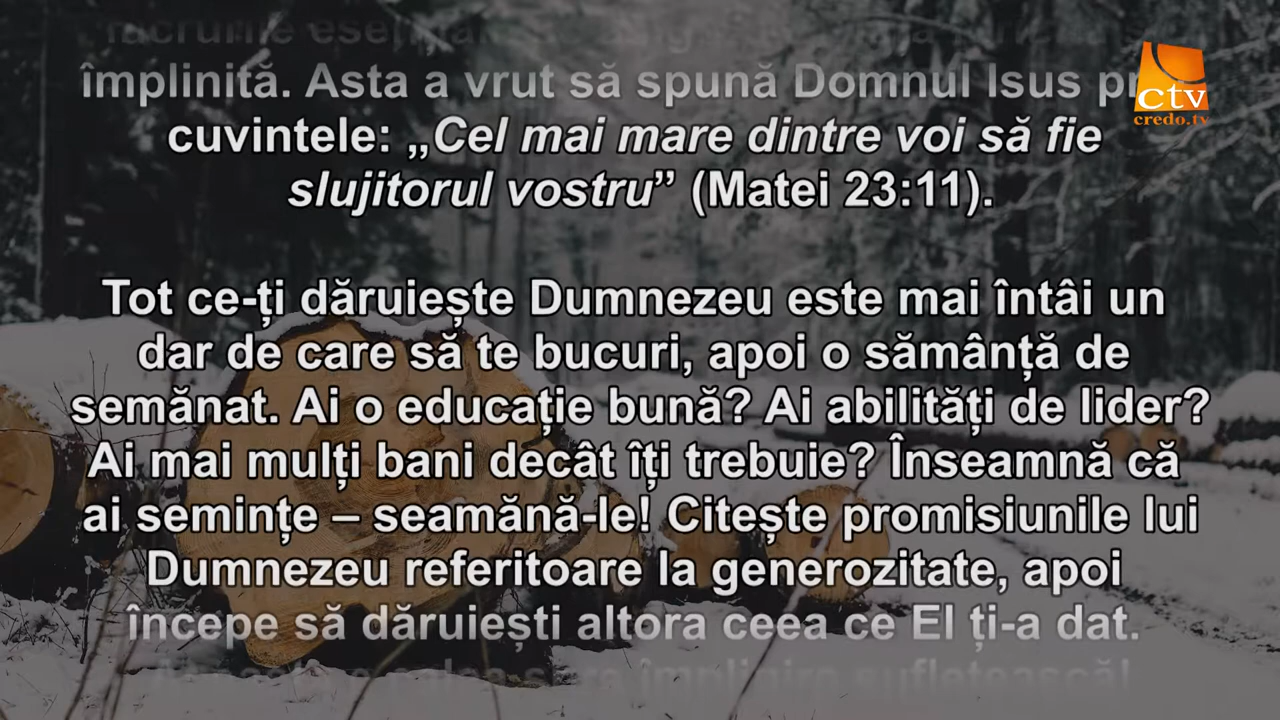 împlinită. Asta a vrut să spună Domnul Isus
cuvintele: „Cel mai mare dintre voi să fie
slujitorul vostru” (Matei 23:11).
Tot ce-ți dăruiește Dumnezeu este mai întâi un
dar de care să te bucuri, apoi o sămânță de
semănat. Ai o educație bună? Ai abilități de lider?
Ai mai mulți bani decât îți trebuie? Înseamnă că
ai semințe – seamănă-le! Citește promisiunile lui
Dumnezeu referitoare la generozitate, apoi
începe să dăruiești altora ceea ce El ți-a dat.
împlinire sufletească!
ctv
credo.tv